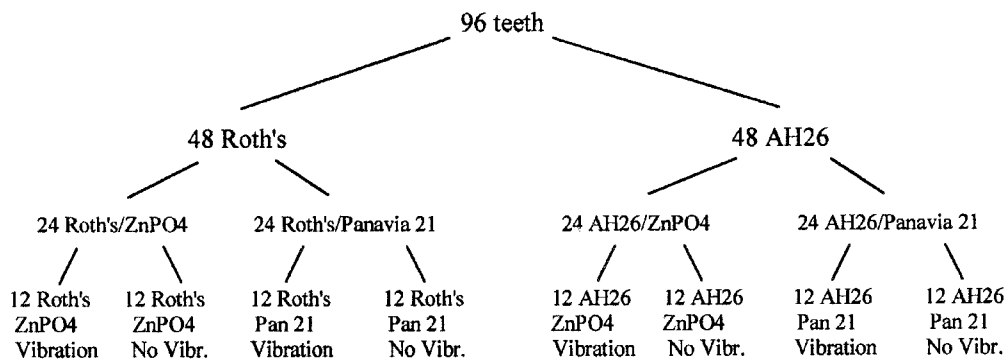 96 teeth
48 Roth's
48 AH26
24 Roth's/ZnPO4
24 Roth's/Panavia 21
24 AH26/ZnPO4
24 AH26/Panavia 21
12 Roth's
ZnPO4
Vibration
12 Roth's
ZnPO4
No Vibr.
12 Roth's
Pan 21
Vibration
12 Roth's
Pan 21
No Vibr.
12 AH26
ZnPO4
Vibration
12 AH26
ZnPO4
No Vibr.
12 AH26
Pan 21
Vibration
12 AH26
Pan 21
No Vibr.